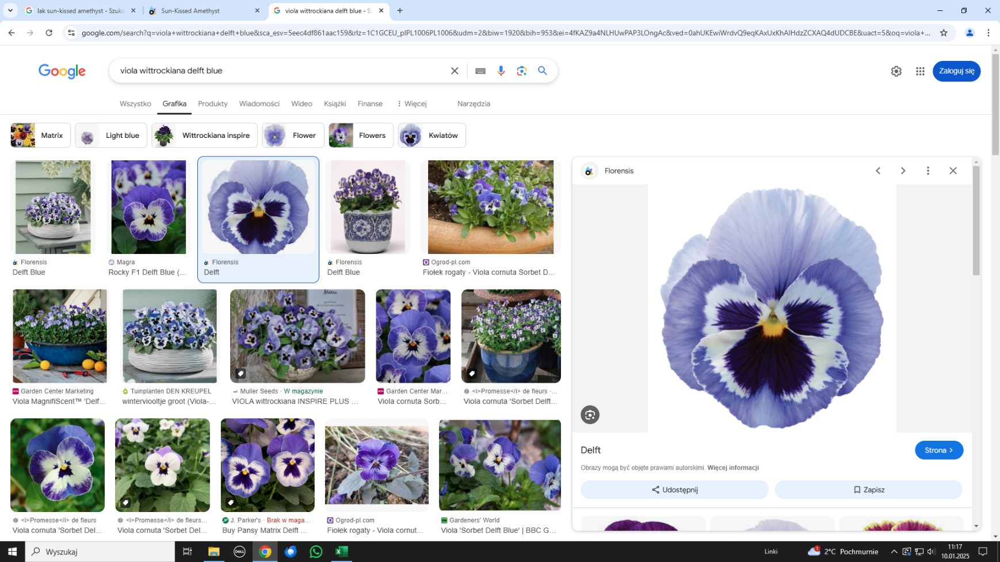 lak sun-kissed amethyst - Szuka
Sun-Kissed Amethyst
viola wittrockiana delft blue - Sz
google.com/search?q=viola+wittrockiana+delft+blue&sca_esv=5eec4df861aac159&rlz=1C1GCEU_plPL1006PL1006&udm=2&biw=1920&bih=953&ei=4fKAZ9a4NLHUwPAP3LOngAc&ved=0ahUKEwiWrdvQ9eqKAxUxKhAIHdzZCXAQ4dUDCBE&uact=5&oq=viola+...
Google
viola wittrockiana delft blue
Zaloguj się
Wszystko
Grafika
Produkty
Wiadomości
Wideo
Książki
Finanse
Więcej
Narzędzia
Matrix
Light blue
Wittrockiana inspire
Flower
Flowers
Kwiatów
Florensis
Delft Blue
Magra
Rocky F1 Delft Blue (...
Florensis
Delft
Florensis
Delft Blue
Ogrod-pl.com
Fiołek rogaty - Viola cornuta Sorbet D...
Menu
Garden Center Marketing
Viola MagnifiScent™ 'Delf...
Tuinplanten DEN KREUPEL
winterviooltje groot (Viola-...
Muller Seeds · W magazynie
VIOLA wittrockiana INSPIRE PLUS ...
Garden Center Mar...
Viola cornuta Sorb...
<i>Promesse</i> de fleurs ·...
Viola cornuta 'Sorbet Delft...
<i>Promesse</i> de fleurs
Viola cornuta 'Sorbet Del...
<i>Promesse</i> de fleurs...
Viola cornuta 'Sorbet Del...
J. Parker's · Brak w maga...
Buy Pansy Matrix Delft ...
Ogrod-pl.com
Fiołek rogaty - Viola cornut...
Gardeners' World
Viola 'Sorbet Delft Blue' | BBC G...
Florensis
Delft
Strona
Obrazy mogą być objęte prawami autorskimi. Więcej informacji
Udostępnij
Zapisz
Wyszukaj
DELL
Linki
2°C Pochmurnie
11:17
10.01.2025